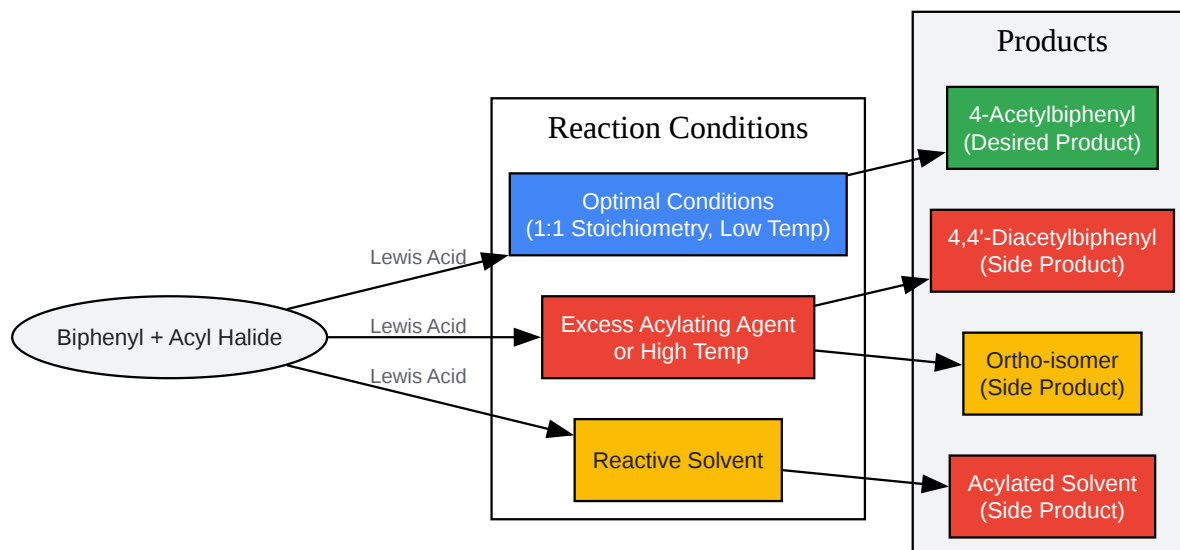 Products
Reaction Conditions
4-Acetylbiphenyl
(Desired Product)
Optimal Conditions
(1:1 Stoichiometry, Low Temp)
4,4'-Diacetylbiphenyl
(Side Product)
Lewis Acid
Biphenyl + Acyl Halide
Lewis Acid
Excess Acylating Agent
or High Temp
Ortho-isomer
(Side Product)
Lewis Acid
Reactive Solvent
Acylated Solvent
(Side Product)